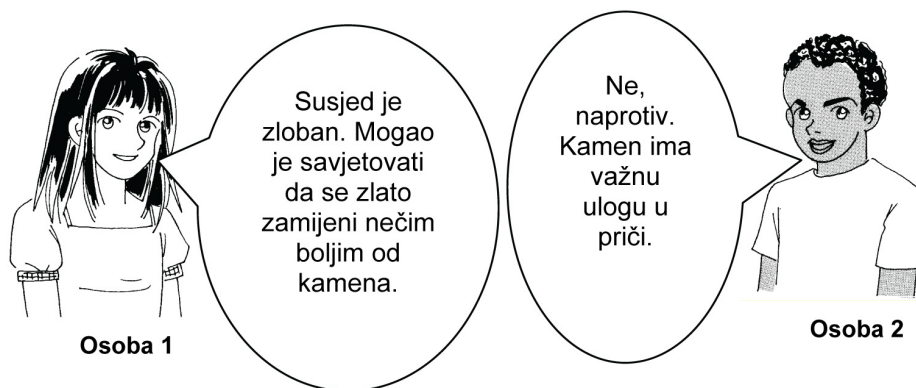 Susjed je
zloban. Mogao
je savjetovati
da se zlato
zamijeni nečim
boljim od
kamena.
Osoba 1
Ne,
naprotiv.
Kamen ima
važnu
ulogu u
priči.
Osoba 2